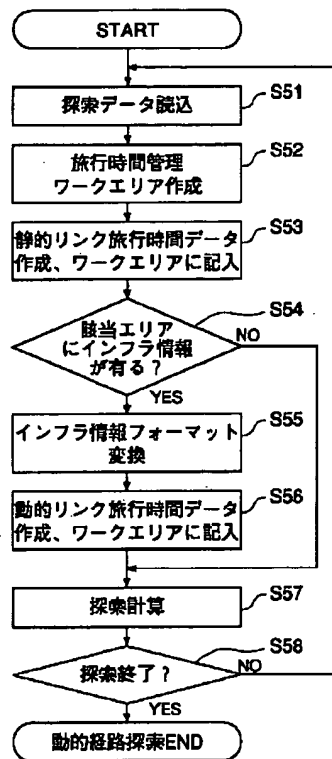 START
探索データ読込
S51
旅行時間管理
ワークエリア作成
S52
静的リンク旅行時間データ
作成、ワークエリアに記入
S53
該当エリア
にインフラ情報
が有る?
S54
NO
YES
インフラ情報フォーマット
変換
S55
動的リンク旅行時間データ
作成、ワークエリアに記入
S56
探索計算
S57
探索終了?
S58
NO
YES
動的経路探索END